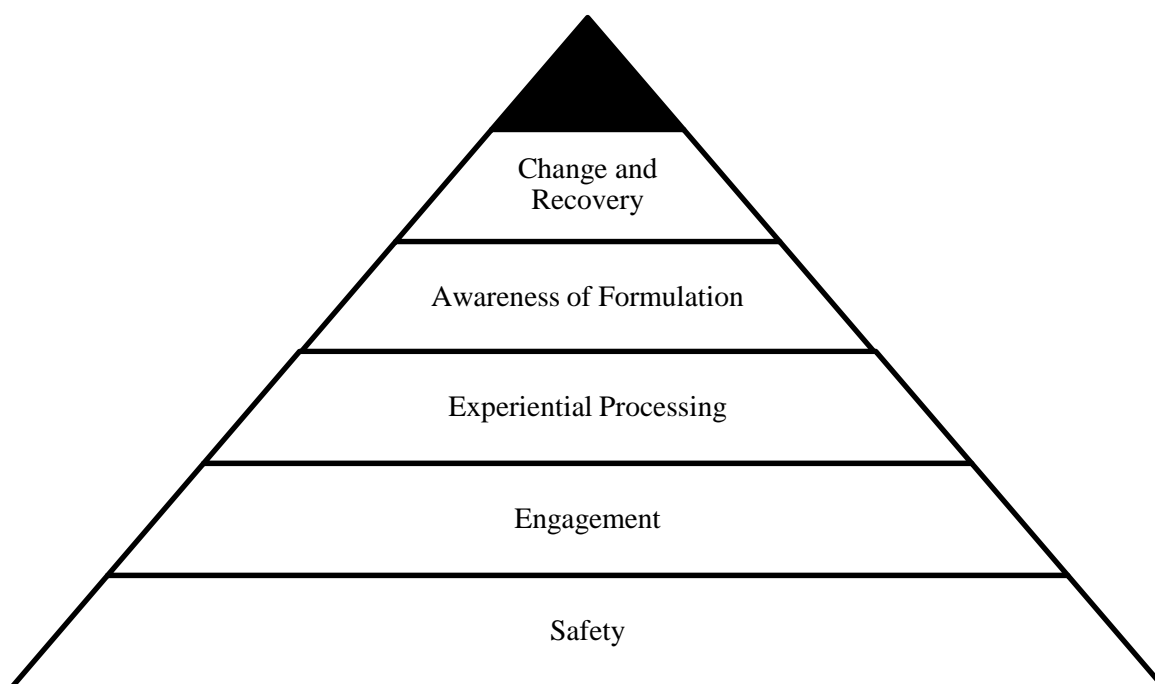 Change and
Recovery
Awareness of Formulation
Experiential Processing
Engagement
Safety